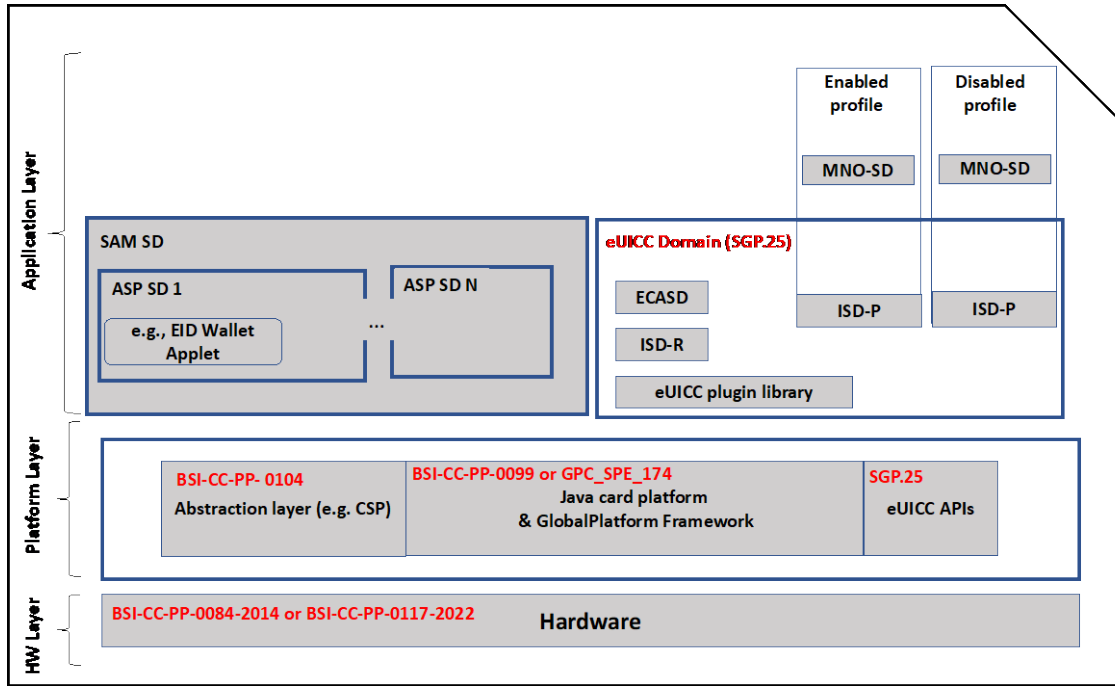 Application Layer
Enabled
profile
Disabled
profile
MNO-SD
MNO-SD
SAM SD
ASP SD 1
ASP SD N
e.g., EID Wallet
Applet
...
eUICC Domain (SGP.25)
ECASD
ISD-R
eUICC plugin library
ISD-P
ISD-P
Platform Layer
BSI-CC-PP- 0104
Abstraction layer (e.g. CSP)
BSI-CC-PP-0099 or GPC_SPE_174
Java card platform
& GlobalPlatform Framework
SGP.25
eUICC APIs
HW Layer
BSI-CC-PP-0084-2014 or BSI-CC-PP-0117-2022
Hardware